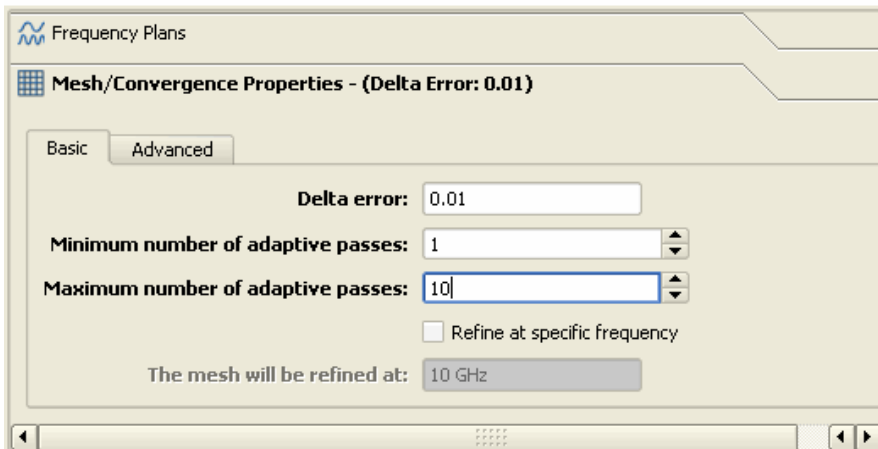 Frequency Plans
Mesh/Convergence Properties - (Delta Error: 0.01)
Basic Advanced
Delta error: 0.01
Minimum number of adaptive passes: 1
Maximum number of adaptive passes: 10
Refine at specific frequency
The mesh will be refined at: 10 GHz